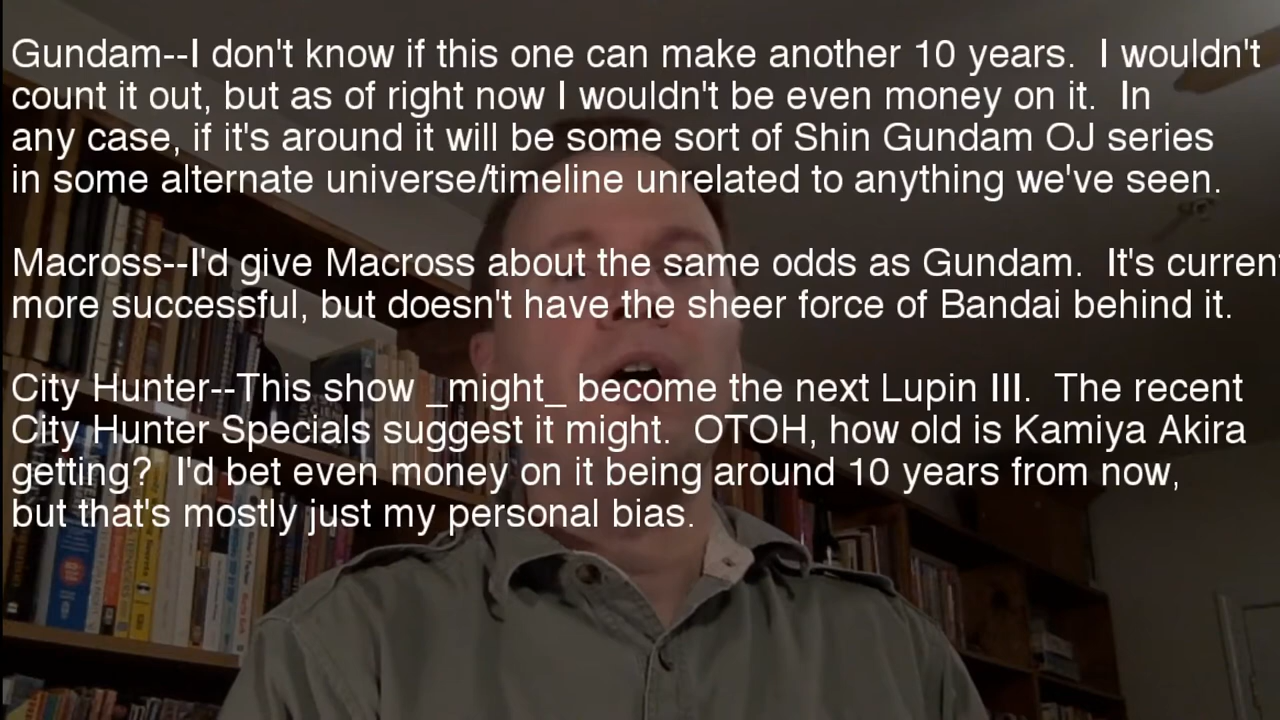 Gundam--I don't know if this one can make another 10 years.  I wouldn't
count it out, but as of right now I wouldn't be even money on it.  In
any case, if it's around it will be some sort of Shin Gundam OJ series
in some alternate universe/timeline unrelated to anything we've seen.
Macross--I'd give Macross about the same odds as Gundam.  It's current
more successful, but doesn't have the sheer force of Bandai behind it.
City Hunter--This show _might_ become the next Lupin III.  The recent
City Hunter Specials suggest it might.  OTOH, how old is Kamiya Akira
getting?  I'd bet even money on it being around 10 years from now,
but that's mostly just my personal bias.